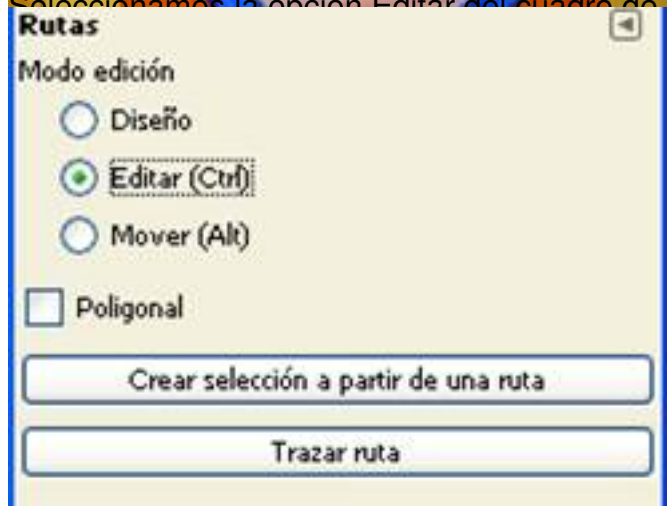 Seleccionamos la opción Editar del cuadro de
Rutas
Modo edición
Diseño
Editar (Ctrl)
Mover (Alt)
Poligonal
Crear selección a partir de una ruta
Trazar ruta